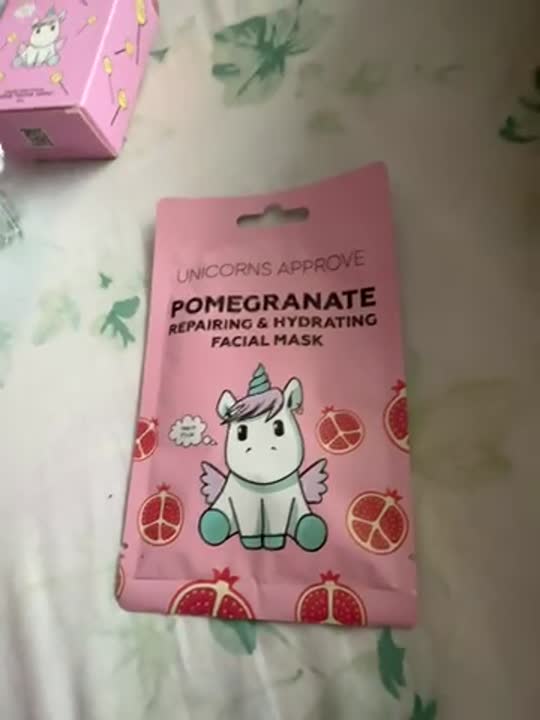 UNICORNS APPROVE
POMEGRANATE
REPAIRING & HYDRATING
FACIAL MASK